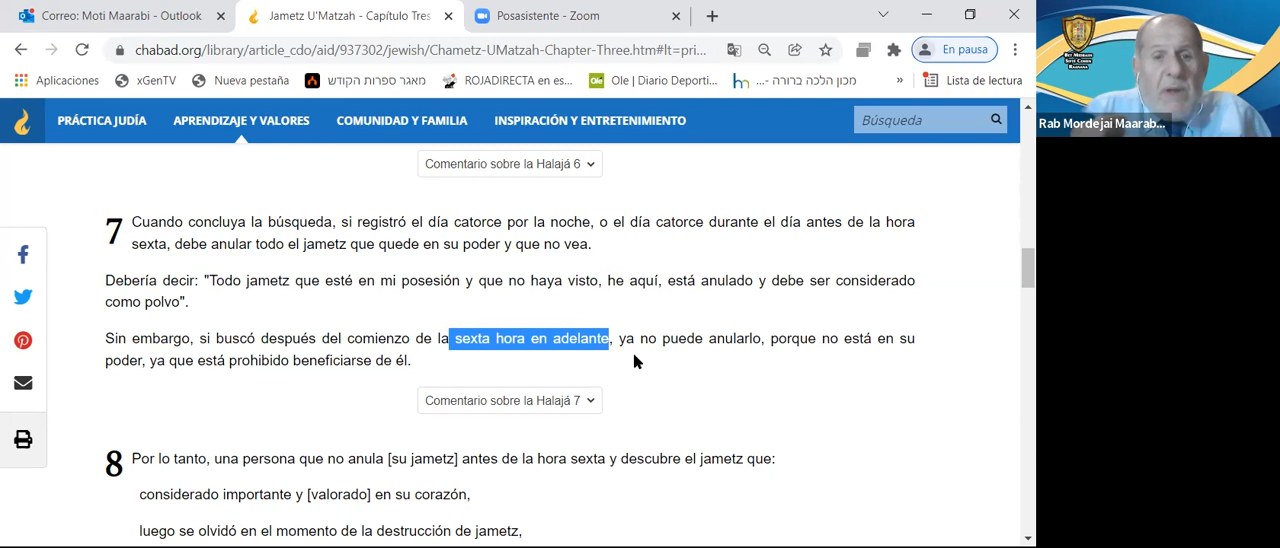 Correo: Moti Maarabi - Outlook
Jametz U'Matzah - Capítulo Tres
Posasistente - Zoom
chabad.org/library/article_cdo/aid/937302/jewish/Chametz-UMatzah-Chapter-Three.htm#lt=pri...
En pausa
Aplicaciones
xGenTV
Nueva pestaña
מאגר ספרות הקודש
ROJADIRECTA en es...
Ole | Diario Deporti...
מכון הלכה ברורה -...
»
Lista de lectura
PRÁCTICA JUDÍA
APRENDIZAJE Y VALORES
COMUNIDAD Y FAMILIA
INSPIRACIÓN Y ENTRETENIMIENTO
Búsqueda
Rab Mordejai Maarab...
Comentario sobre la Halajá 6
7 Cuando concluya la búsqueda, si registró el día catorce por la noche, o el día catorce durante el día antes de la hora
sexta, debe anular todo el jametz que quede en su poder y que no vea.
Debería decir: "Todo jametz que esté en mi posesión y que no haya visto, he aquí, está anulado y debe ser considerado
como polvo".
Sin embargo, si buscó después del comienzo de la sexta hora en adelante, ya no puede anularlo, porque no está en su
poder, ya que está prohibido beneficiarse de él.
Comentario sobre la Halajá 7
8 Por lo tanto, una persona que no anula [su jametz] antes de la hora sexta y descubre el jametz que:
considerado importante y [valorado] en su corazón,
luego se olvidó en el momento de la destrucción de jametz,